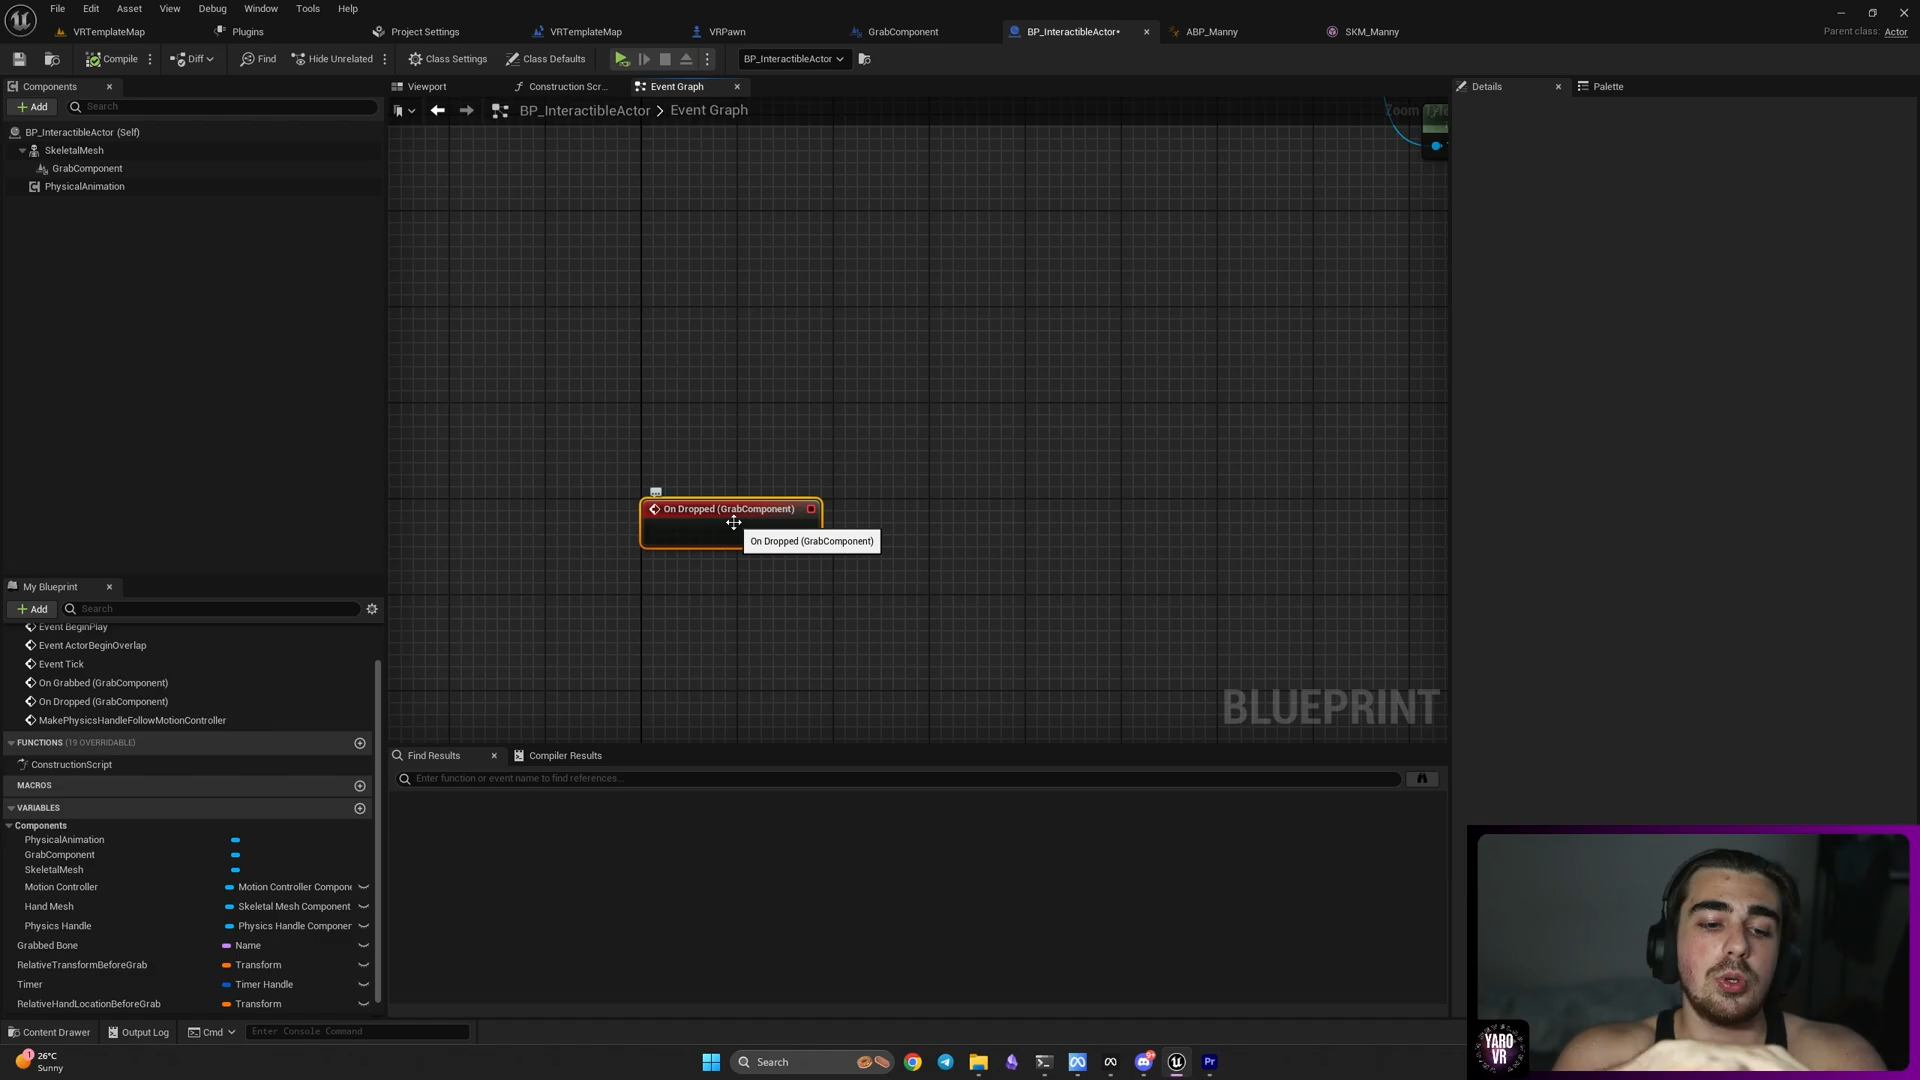 File Edit Asset View Debug Window Tools Help
VRTemplateMap Plugins Project Settings VRTemplateMap VRPawn GrabComponent BP_InteractibleActor• ABP_Manny SKM_Manny Parent class: Actor
Compile Diff Find Hide Unrelated Class Settings Class Defaults BP_InteractibleActor
Components
Add Search
BP_InteractibleActor (Self)
SkeletalMesh
GrabComponent
PhysicalAnimation
Viewport Construction Scr... Event Graph
BP_InteractibleActor > Event Graph
On Dropped (GrabComponent)
On Dropped (GrabComponent)
BLUEPRINT
Details Palette
My Blueprint
Add Search
Event BeginPlay
Event ActorBeginOverlap
Event Tick
On Grabbed (GrabComponent)
On Dropped (GrabComponent)
MakePhysicsHandleFollowMotionController
FUNCTIONS (19 OVERRIDABLE)
ConstructionScript
MACROS
VARIABLES
Components
PhysicalAnimation
GrabComponent
SkeletalMesh
Motion Controller Motion Controller Compone
Hand Mesh Skeletal Mesh Component
Physics Handle Physics Handle Componer
Grabbed Bone Name
RelativeTransformBeforeGrab Transform
Timer Timer Handle
RelativeHandLocationBeforeGrab Transform
Find Results Compiler Results
Enter function or event name to find references...
Content Drawer Output Log Cmd Enter Console Command
26°C
Sunny
Search
YARO
VR